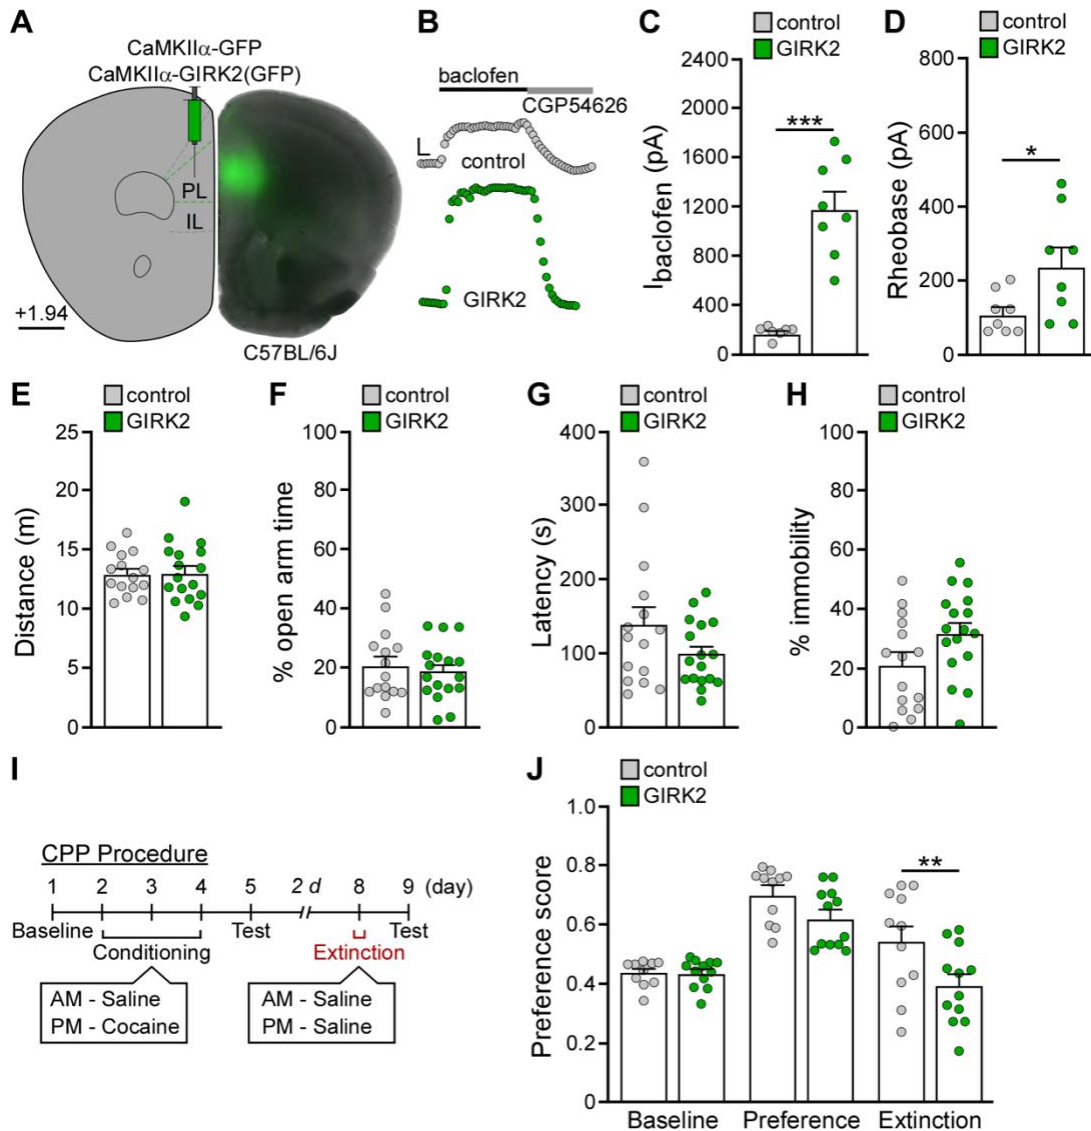 A
CaMKIIα-GFP
CaMKIIα-GIRK2(GFP)
PL
IL
+1.94
C57BL/6J
B
baclofen
CGP54626
control
GIRK2
C
control
GIRK2
I baclofen (pA)
2400
2000
1600
1200
800
400
0
***
D
control
GIRK2
Rheobase (pA)
800
600
400
200
0
*
E
control
GIRK2
Distance (m)
25
20
15
10
5
0
F
control
GIRK2
% open arm time
100
80
60
40
20
0
G
control
GIRK2
Latency (s)
400
300
200
100
0
H
control
GIRK2
% immobility
100
80
60
40
20
0
I
CPP Procedure
1 2 3 4 5 2 d 8 9 (day)
Baseline Test Test
Conditioning Extinction
AM - Saline
PM - Cocaine
AM - Saline
PM - Saline
J
control
GIRK2
Preference score
1.0
0.8
0.6
0.4
0.2
0
**
Baseline Preference Extinction